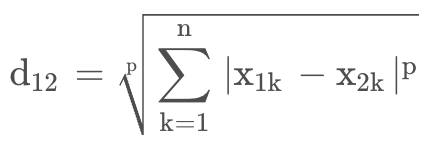 d₁₂ = ᵖ√ ∑ₖ₌₁ⁿ |x₁ₖ − x₂ₖ|ᵖ